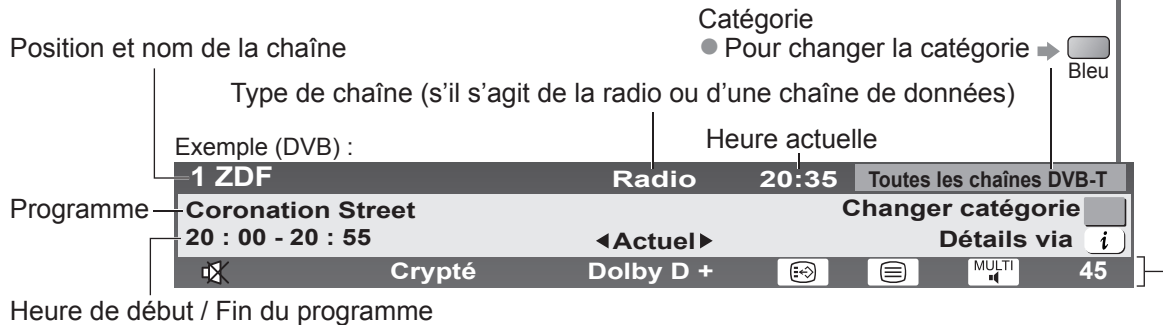 Catégorie
Position et nom de la chaîne
● Pour changer la catégorie ➡
Bleu
Type de chaîne (s'il s'agit de la radio ou d'une chaîne de données)
Heure actuelle
Exemple (DVB) :
1 ZDF Radio 20:35 Toutes les chaînes DVB-T
Programme Coronation Street Changer catégorie
20 : 00 - 20 : 55 ◀Actuel▶ Détails via i
Crypté Dolby D + MULTI 45
Heure de début / Fin du programme